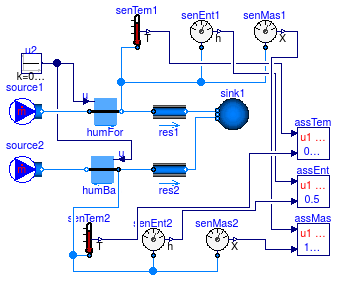 senTem1
senEnt1
senMas1
T
h
X
u2
k=0...
source1
u
m
humFor
res1
sink1
assTem
u1 ...
0...
source2
u
m
humBa
res2
assEnt
u1 ...
0.5
senTem2
senEnt2
senMas2
T
h
X
assMas
u1 ...
1...